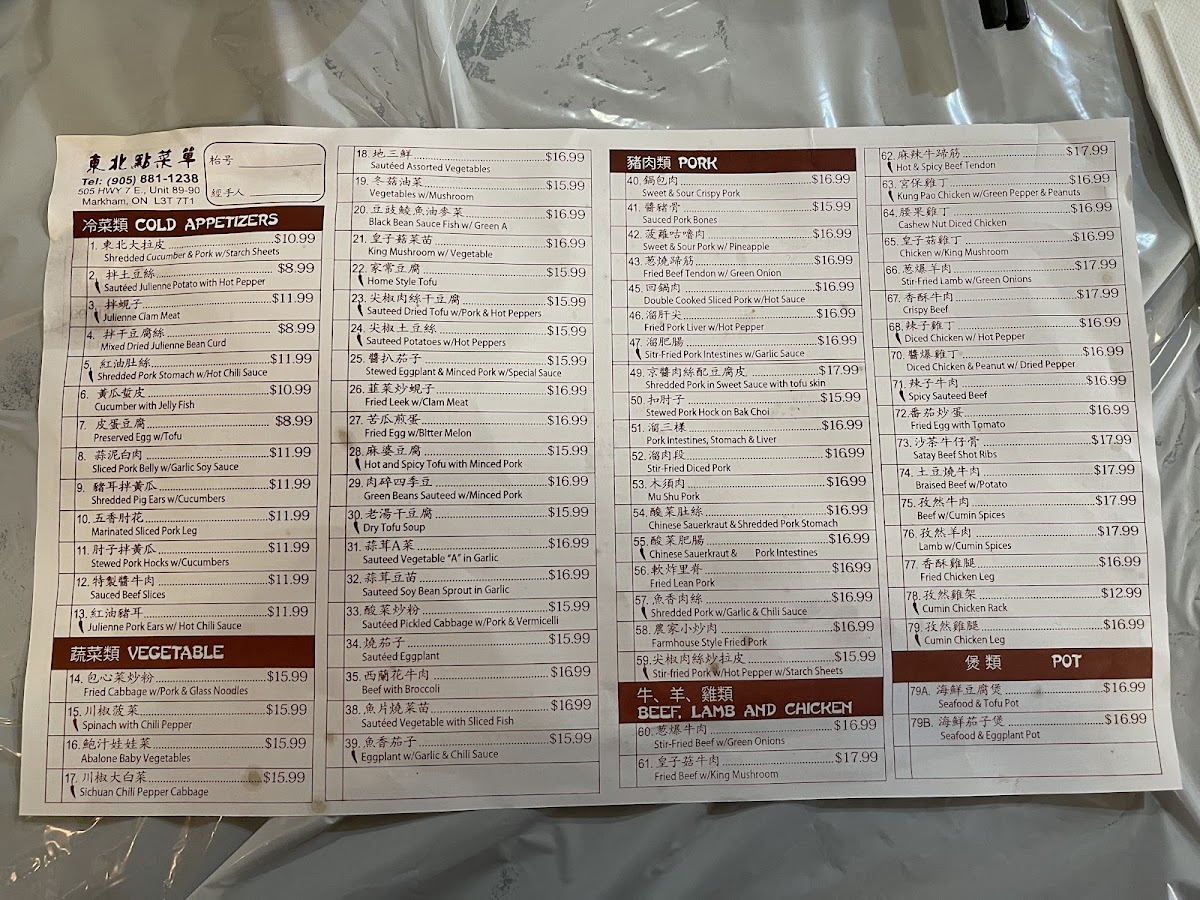 東北點菜單
Tel: (905) 881-1238
505 HWY 7 E., Unit 89-90
Markham, ON L3T 7T1
枱号
經手人
冷菜類 COLD APPETIZERS
1. 東北大拉皮 $10.99
Shredded Cucumber & Pork w/Starch Sheets
2. 拌土豆絲 $8.99
Sautéed Julienne Potato with Hot Pepper
3. 拌蜆子 $11.99
Julienne Clam Meat
4. 拌干豆腐絲 $8.99
Mixed Dried Julienne Bean Curd
5. 紅油肚絲 $11.99
Shredded Pork Stomach w/Hot Chili Sauce
6. 黃瓜蜇皮 $10.99
Cucumber with Jelly Fish
7. 皮蛋豆腐 $8.99
Preserved Egg w/Tofu
8. 蒜泥白肉 $11.99
Sliced Pork Belly w/Garlic Soy Sauce
9. 豬耳拌黃瓜 $11.99
Shredded Pig Ears w/Cucumbers
10. 五香肘花 $11.99
Marinated Sliced Pork Leg
11. 肘子拌黃瓜 $11.99
Stewed Pork Hocks w/Cucumbers
12. 特製醬牛肉 $11.99
Sauced Beef Slices
13. 紅油豬耳 $11.99
Julienne Pork Ears w/ Hot Chili Sauce
蔬菜類 VEGETABLE
14. 包心菜炒粉 $15.99
Fried Cabbage w/Pork & Glass Noodles
15. 川椒菠菜 $15.99
Spinach with Chili Pepper
16. 鮑汁娃娃菜 $15.99
Abalone Baby Vegetables
17. 川椒大白菜 $15.99
Sichuan Chili Pepper Cabbage
18. 地三鮮 $16.99
Sautéed Assorted Vegetables
19. 冬菇油菜 $15.99
Vegetables w/Mushroom
20. 豆豉鯪魚油麥菜 $16.99
Black Bean Sauce Fish w/ Green A
21. 皇子菇菜苗 $16.99
King Mushroom w/ Vegetable
22. 家常豆腐 $15.99
Home Style Tofu
23. 尖椒肉絲干豆腐 $15.99
Sauteed Dried Tofu w/Pork & Hot Peppers
24. 尖椒土豆絲 $15.99
Sauteed Potatoes w/Hot Peppers
25. 醬扒茄子 $15.99
Stewed Eggplant & Minced Pork w/Special Sauce
26. 韮菜炒蜆子 $16.99
Fried Leek w/Clam Meat
27. 苦瓜煎蛋 $16.99
Fried Egg w/Bitter Melon
28. 麻婆豆腐 $15.99
Hot and Spicy Tofu with Minced Pork
29. 肉碎四季豆 $16.99
Green Beans Sauteed w/Minced Pork
30. 老湯干豆腐 $15.99
Dry Tofu Soup
31. 蒜茸A菜 $16.99
Sauteed Vegetable "A" in Garlic
32. 蒜茸豆苗 $16.99
Sauteed Soy Bean Sprout in Garlic
33. 酸菜炒粉 $15.99
Sautéed Pickled Cabbage w/Pork & Vermicelli
34. 燒茄子 $15.99
Sautéed Eggplant
35. 西蘭花牛肉 $16.99
Beef with Broccoli
38. 魚片燒菜苗 $16.99
Sautéed Vegetable with Sliced Fish
39. 魚香茄子 $15.99
Eggplant w/Garlic & Chili Sauce
豬肉類 PORK
40. 鍋包肉 $16.99
Sweet & Sour Crispy Pork
41. 醬豬骨 $15.99
Sauced Pork Bones
42. 菠蘿咕嚕肉 $16.99
Sweet & Sour Pork w/ Pineapple
43. 葱燒蹄筋 $16.99
Fried Beef Tendon w/ Green Onion
45. 回鍋肉 $16.99
Double Cooked Sliced Pork w/Hot Sauce
46. 溜肝尖 $16.99
Fried Pork Liver w/Hot Pepper
47. 溜肥腸 $16.99
Sitr-Fried Pork Intestines w/Garlic Sauce
49. 京醬肉絲配豆腐皮 $17.99
Shredded Pork in Sweet Sauce with tofu skin
50. 扣肘子 $15.99
Stewed Pork Hock on Bak Choi
51. 溜三樣 $16.99
Pork Intestines, Stomach & Liver
52. 溜肉段 $16.99
Stir-Fried Diced Pork
53. 木須肉 $16.99
Mu Shu Pork
54. 酸菜肚絲 $16.99
Chinese Sauerkraut & Shredded Pork Stomach
55. 酸菜肥腸 $16.99
Chinese Sauerkraut & Pork Intestines
56. 軟炸里脊 $16.99
Fried Lean Pork
57. 魚香肉絲 $16.99
Shredded Pork w/Garlic & Chili Sauce
58. 農家小炒肉 $16.99
Farmhouse Style Fried Pork
59. 尖椒肉絲炒拉皮 $15.99
Stir-fried Pork w/Hot Pepper w/Starch Sheets
牛、羊、雞類
BEEF, LAMB AND CHICKEN
60. 葱爆牛肉 $16.99
Stir-Fried Beef w/Green Onions
61. 皇子菇牛肉 $17.99
Fried Beef w/King Mushroom
62. 麻辣牛蹄筋 $17.99
Hot & Spicy Beef Tendon
63. 宮保雞丁 $16.99
Kung Pao Chicken w/Green Pepper & Peanuts
64. 腰果雞丁 $16.99
Cashew Nut Diced Chicken
65. 皇子菇雞丁 $16.99
Chicken w/King Mushroom
66. 葱爆羊肉 $17.99
Stir-Fried Lamb w/Green Onions
67. 香酥牛肉 $17.99
Crispy Beef
68. 辣子雞丁 $16.99
Diced Chicken w/ Hot Pepper
70. 醬爆雞丁 $16.99
Diced Chicken & Peanut w/ Dried Pepper
71. 辣子牛肉 $16.99
Spicy Sauteed Beef
72. 番茄炒蛋 $16.99
Fried Egg with Tomato
73. 沙茶牛仔骨 $17.99
Satay Beef Shot Ribs
74. 土豆燒牛肉 $17.99
Braised Beef w/Potato
75. 孜然牛肉 $17.99
Beef w/Cumin Spices
76. 孜然羊肉 $17.99
Lamb w/Cumin Spices
77. 香酥雞腿 $16.99
Fried Chicken Leg
78. 孜然雞架 $12.99
Cumin Chicken Rack
79. 孜然雞腿 $16.99
Cumin Chicken Leg
煲類 POT
79A. 海鮮豆腐煲 $16.99
Seafood & Tofu Pot
79B. 海鮮茄子煲 $16.99
Seafood & Eggplant Pot